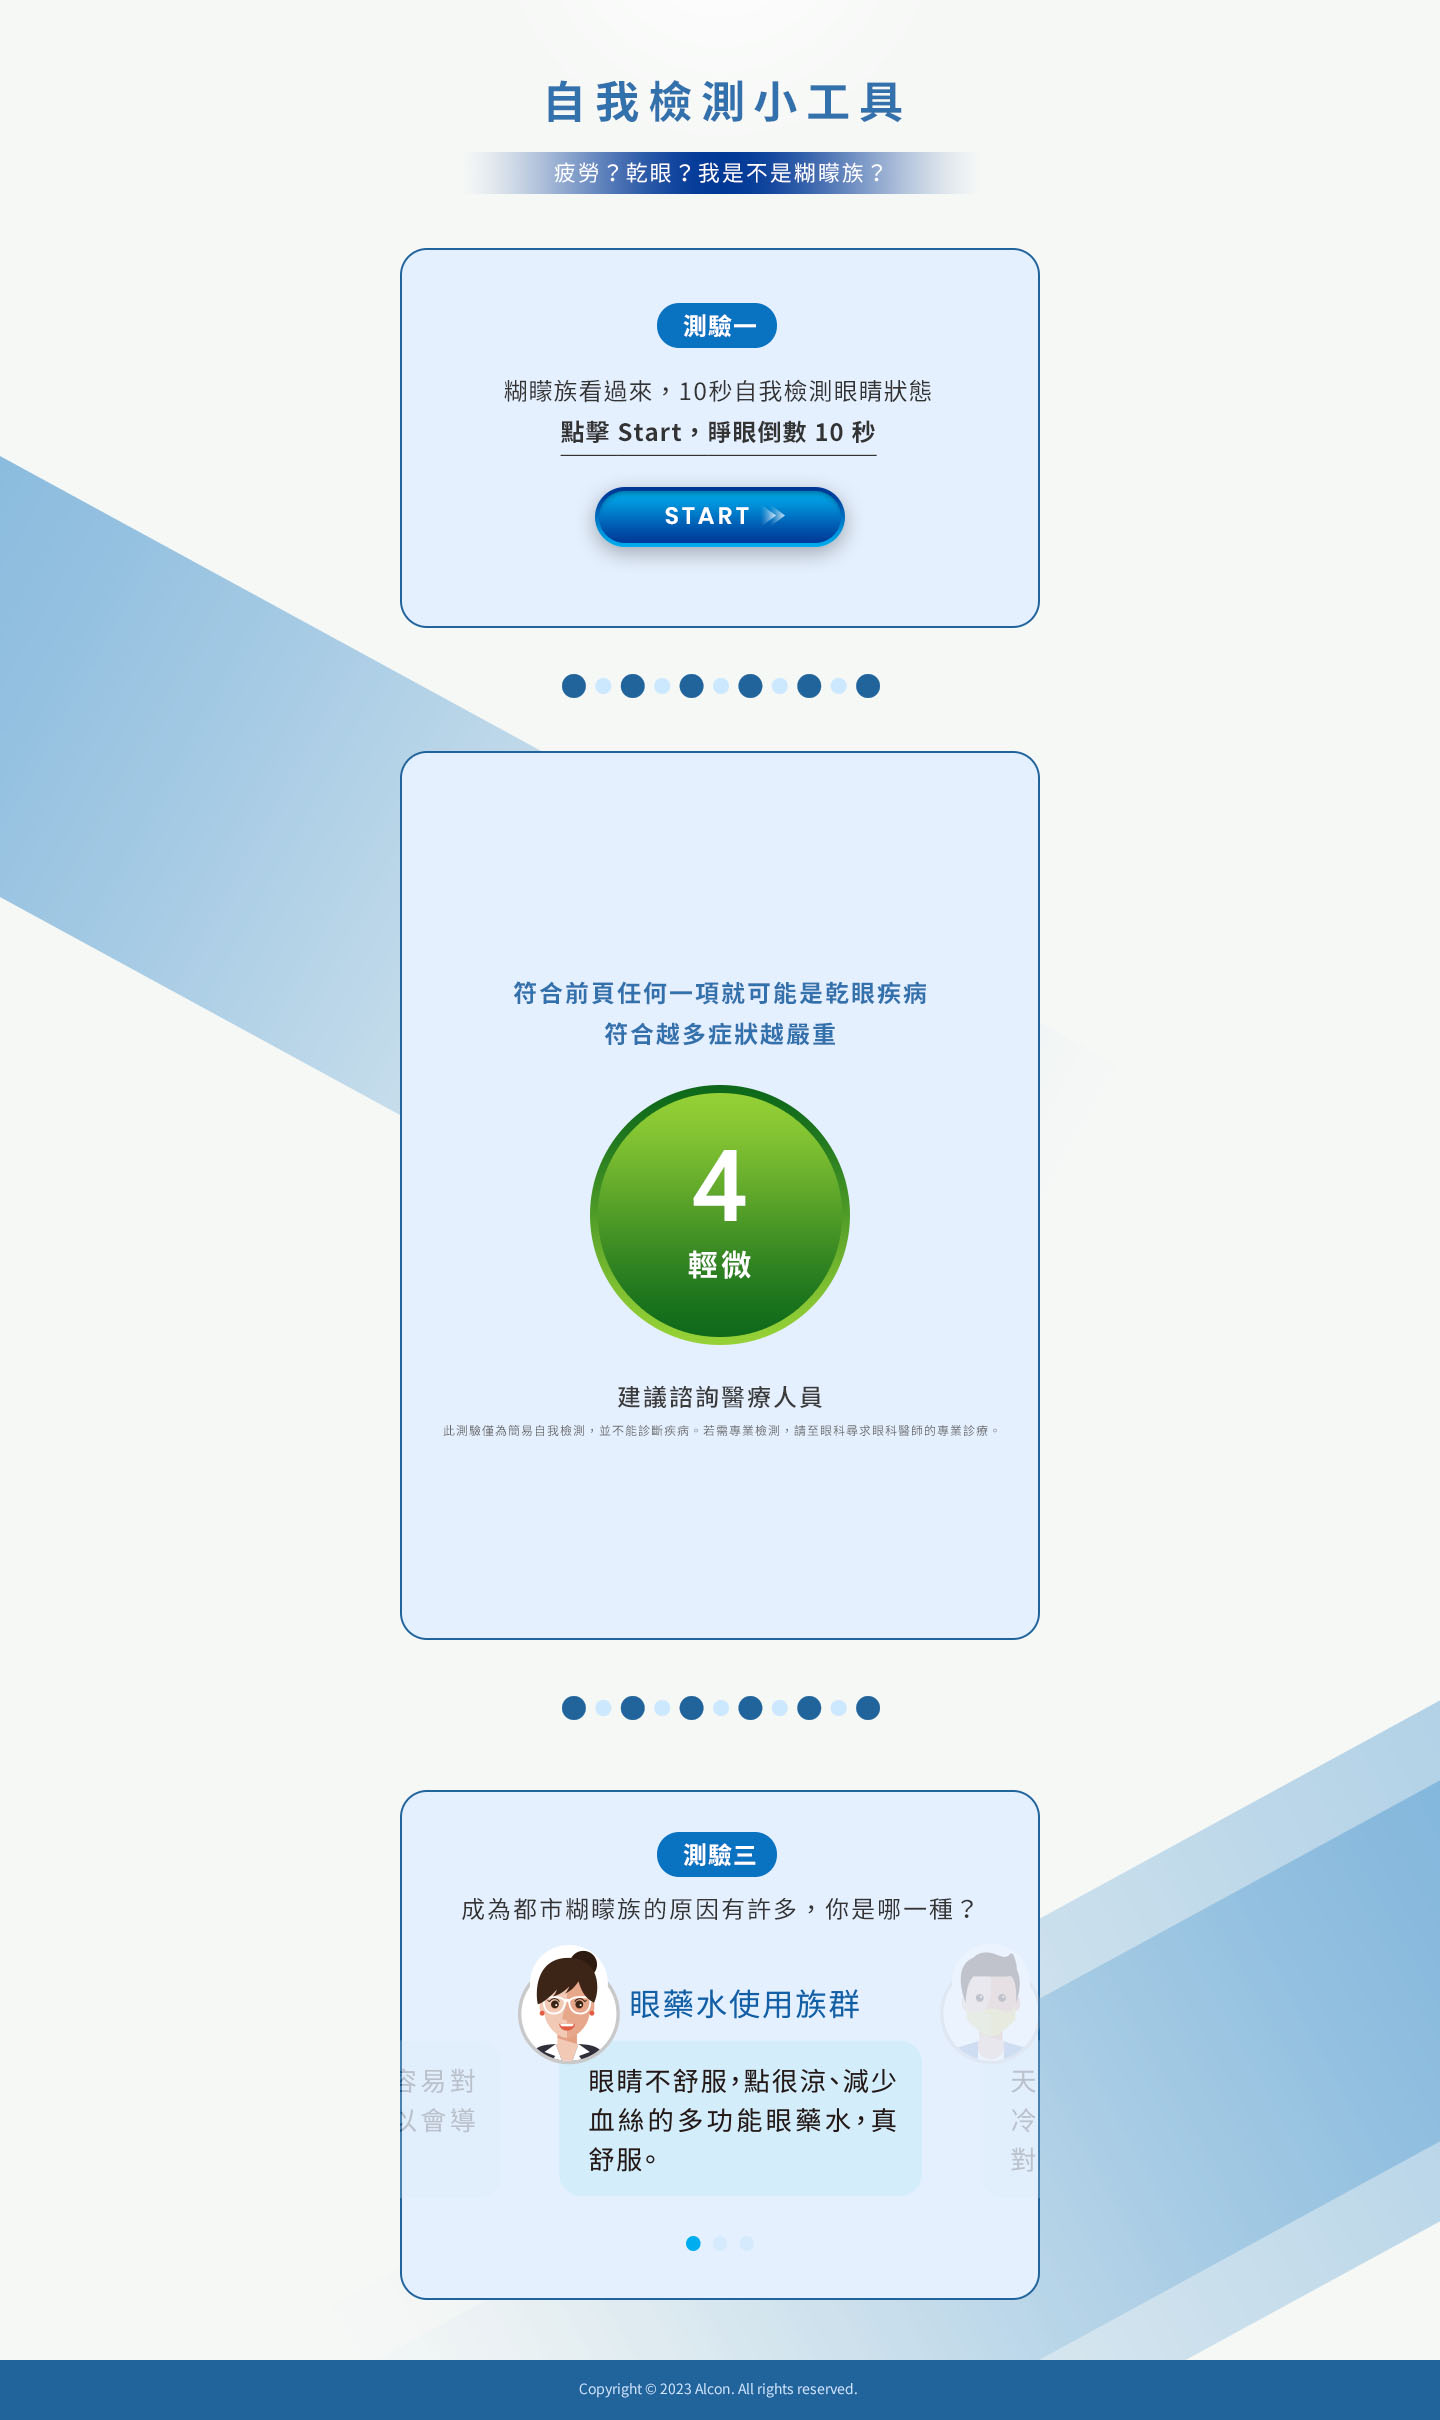 自我檢測小工具
疲勞？乾眼？我是不是糊矇族？
測驗一
糊矇族看過來，10秒自我檢測眼睛狀態
點擊 Start，睜眼倒數 10 秒
START
符合前頁任何一項就可能是乾眼疾病
符合越多症狀越嚴重
4
輕微
建議諮詢醫療人員
此測驗僅為簡易自我檢測，並不能診斷疾病。若需專業檢測，請至眼科尋求眼科醫師的專業診療。
測驗三
成為都市糊矇族的原因有許多，你是哪一種？
眼藥水使用族群
容易對
以會導
眼睛不舒服，點很涼、減少
血絲的多功能眼藥水，真
舒服。
天
冷
對
Copyright © 2023 Alcon. All rights reserved.